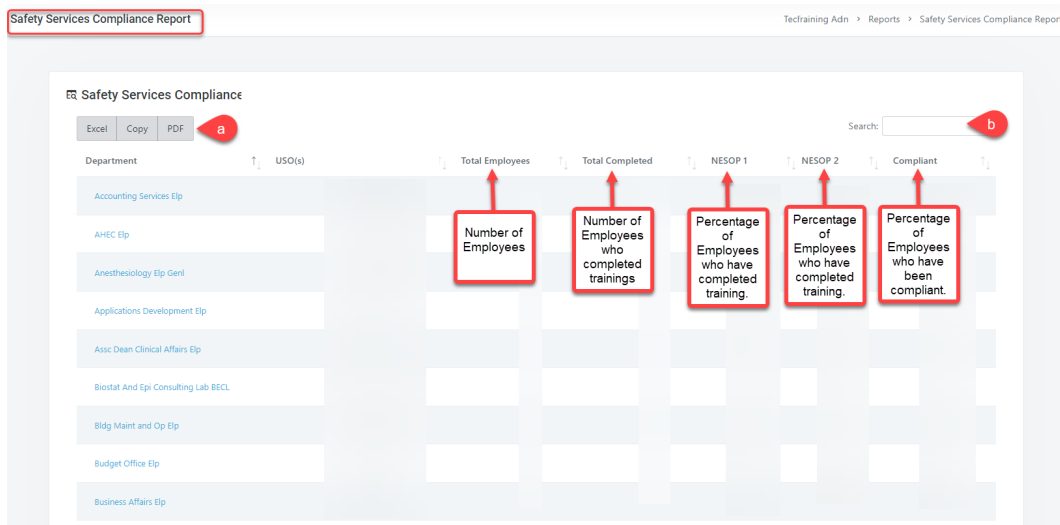 Safety Services Compliance Report
Tecfraining Adn > Reports > Safety Services Compliance Repor
Safety Services Compliance
Excel Copy PDF a
Search: b
Department USO(s) Total Employees Total Completed NESOP 1 NESOP 2 Compliant
Accounting Services Elp
AHEC Elp
Anesthesiology Elp Genl
Applications Development Elp
Assc Dean Clinical Affairs Elp
Biostat And Epi Consulting Lab BECL
Bldg Maint and Op Elp
Budget Office Elp
Business Affairs Elp
Number of
Employees
Number of
Employees
who
completed
trainings
Percentage
of
Employees
who have
completed
training.
Percentage
of
Employees
who have
completed
training.
Percentage
of
Employees
who have
been
compliant.